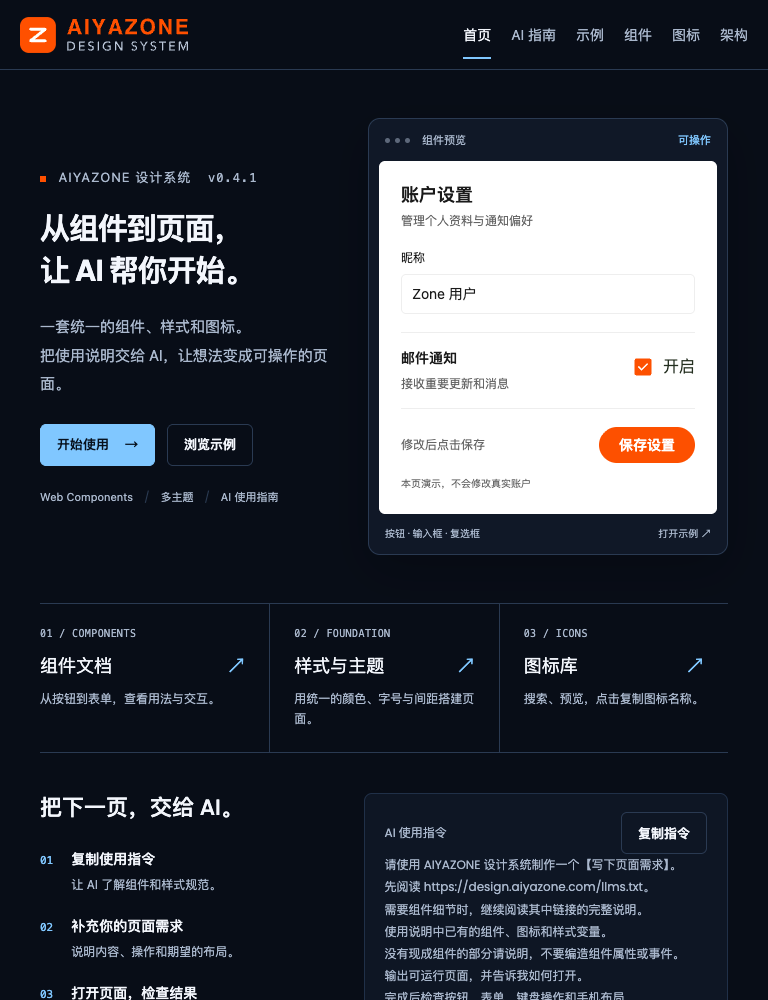 AIYAZONE
DESIGN SYSTEM
首页
AI 指南
示例
组件
图标
架构
AIYAZONE 设计系统 v0.4.1
从组件到页面，
让 AI 帮你开始。
一套统一的组件、样式和图标。
把使用说明交给 AI，让想法变成可操作的页
面。
开始使用 →
浏览示例
Web Components / 多主题 / AI 使用指南
组件预览
可操作
账户设置
管理个人资料与通知偏好
昵称
Zone 用户
邮件通知
接收重要更新和消息
开启
修改后点击保存
保存设置
本页演示，不会修改真实账户
按钮 · 输入框 · 复选框
打开示例 ↗
01 / COMPONENTS
组件文档 ↗
从按钮到表单，查看用法与交互。
02 / FOUNDATION
样式与主题 ↗
用统一的颜色、字号与间距搭建页
面。
03 / ICONS
图标库 ↗
搜索、预览，点击复制图标名称。
把下一页，交给 AI。
01 复制使用指令
让 AI 了解组件和样式规范。
02 补充你的页面需求
说明内容、操作和期望的布局。
03 打开页面，检查结果
AI 使用指令
复制指令
请使用 AIYAZONE 设计系统制作一个【写下页面需求】。
先阅读 https://design.aiyazone.com/llms.txt。
需要组件细节时，继续阅读其中链接的完整说明。
使用说明中已有的组件、图标和样式变量。
没有现成组件的部分请说明，不要编造组件属性或事件。
输出可运行页面，并告诉我如何打开。
完成后检查按钮、表单、键盘操作和手机布局